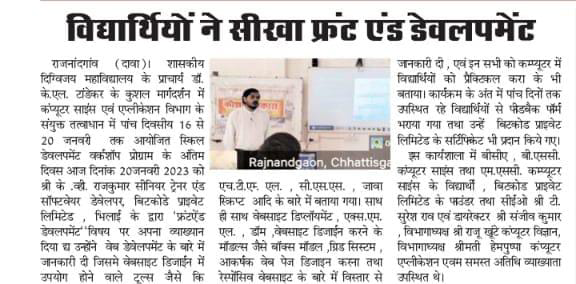 विद्यार्थियों ने सीखा फ्रंट एंड डेवलपमेंट
राजनांदगांव (दावा)। शासकीय
दिग्विजय महाविद्यालय के प्राचार्य डॉ.
के.एल. टांडेकर के कुशल मार्गदर्शन में
कंप्यूटर साइंस एवं एप्लीकेशन विभाग के
संयुक्त तत्वाधान में पांच दिवसीय 16 से
20 जनवरी तक आयोजित स्किल
डेवलपमेंट वर्कशॉप प्रोग्राम के अंतिम
दिवस आज दिनांक 20जनवरी 2023 को
श्री के .व्ही. राजकुमार सीनियर ट्रेनर एंड
सॉफ्टवेयर डेवलपर, बिटकोड प्राइवेट
लिमिटेड , भिलाई के द्वारा 'फ्रंटएंड
डेवलपमेंट'विषय पर अपना व्याख्यान
दिया द्य उन्होंने वेब डेवेलपमेंट के बारे में
जानकारी दी जिसमे वेबसाइट डिजाईन में
उपयोग होने वाले टूल्स जैसे कि
Rajnandgaon, Chhattisga
एच.टी.एम. एल. , सी.एस.एस. , जावा
स्क्रिप्ट आदि के बारे में बताया गया। साथ
ही साथ वेबसाइट डिप्लॉयमेंट , एक्स.एम.
एल. , डॉम ,वेबसाइट डिजाईन करने के
मॉडल्स जैसे बॉक्स मॉडल ,ग्रिड सिस्टम ,
आकर्षक वेब पेज डिजाइन करना तथा
रेस्पोंसिव वेबसाइट के बारे में विस्तार से
जानकारी दी , एवं इन सभी को कम्प्यूटर में
विद्यार्थियों को प्रैक्टिकल करा के भी
बताया। कार्यक्रम के अंत में पांच दिनों तक
उपस्थित रहे विद्यार्थियों से फीडबैक फॉर्म
भराया गया तथा उन्हें बिटकोड प्राइवेट
लिमिटेड के सर्टिफिकेट भी प्रदान किये गए।
इस कार्यशाला में बीसीए , बी.एससी.
कंप्यूटर साइंस तथा एम.एससी. कम्प्यूटर
साइंस के विद्यार्थी , बिटकोड प्राइवेट
लिमिटेड के फाउंडर तथा सीईओ श्री टी.
सुरेश राव एवं डायरेक्टर श्री संजीव कुमार
, विभागाध्यक्ष श्री राजू खूंटे कंप्यूटर विज्ञान,
विभागाध्यक्ष श्रीमती हेमपुष्पा कंप्यूटर
एप्लीकेशन एवम समस्त अतिथि व्याख्याता
उपस्थित थे।